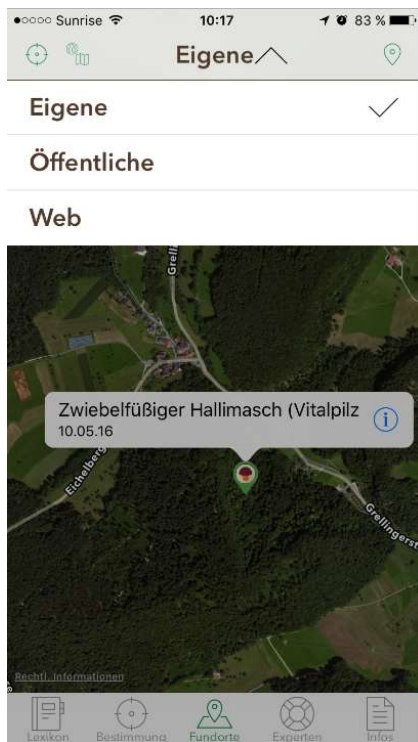 Sunrise 10:17 83 %
Eigene
Eigene
Öffentliche
Web
Grell
Zwiebelfüßiger Hallimasch (Vitalpilz
10.05.16
Eichelberg
Grellingerst
Rechtl. Informationen
Lexikon Bestimmung Fundorte Experten Infos